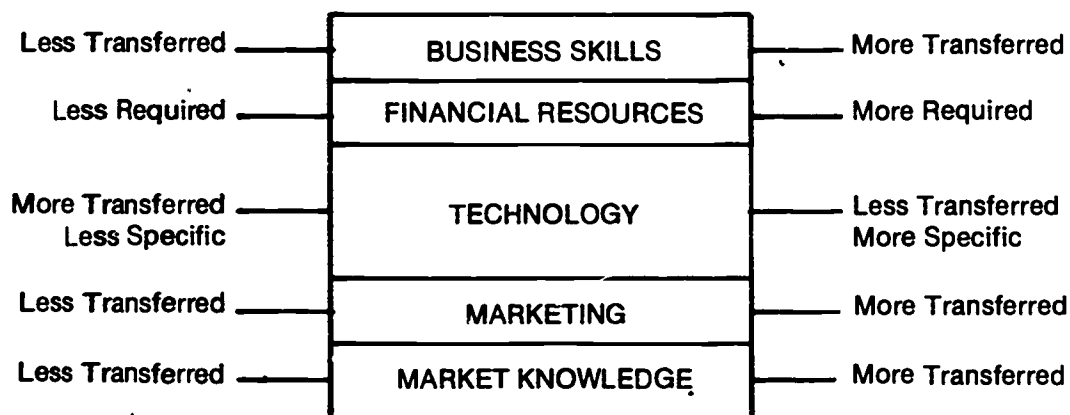 Less Transferred BUSINESS SKILLS More Transferred
Less Required FINANCIAL RESOURCES More Required
More Transferred TECHNOLOGY Less Transferred
Less Specific More Specific
Less Transferred MARKETING More Transferred
Less Transferred MARKET KNOWLEDGE More Transferred